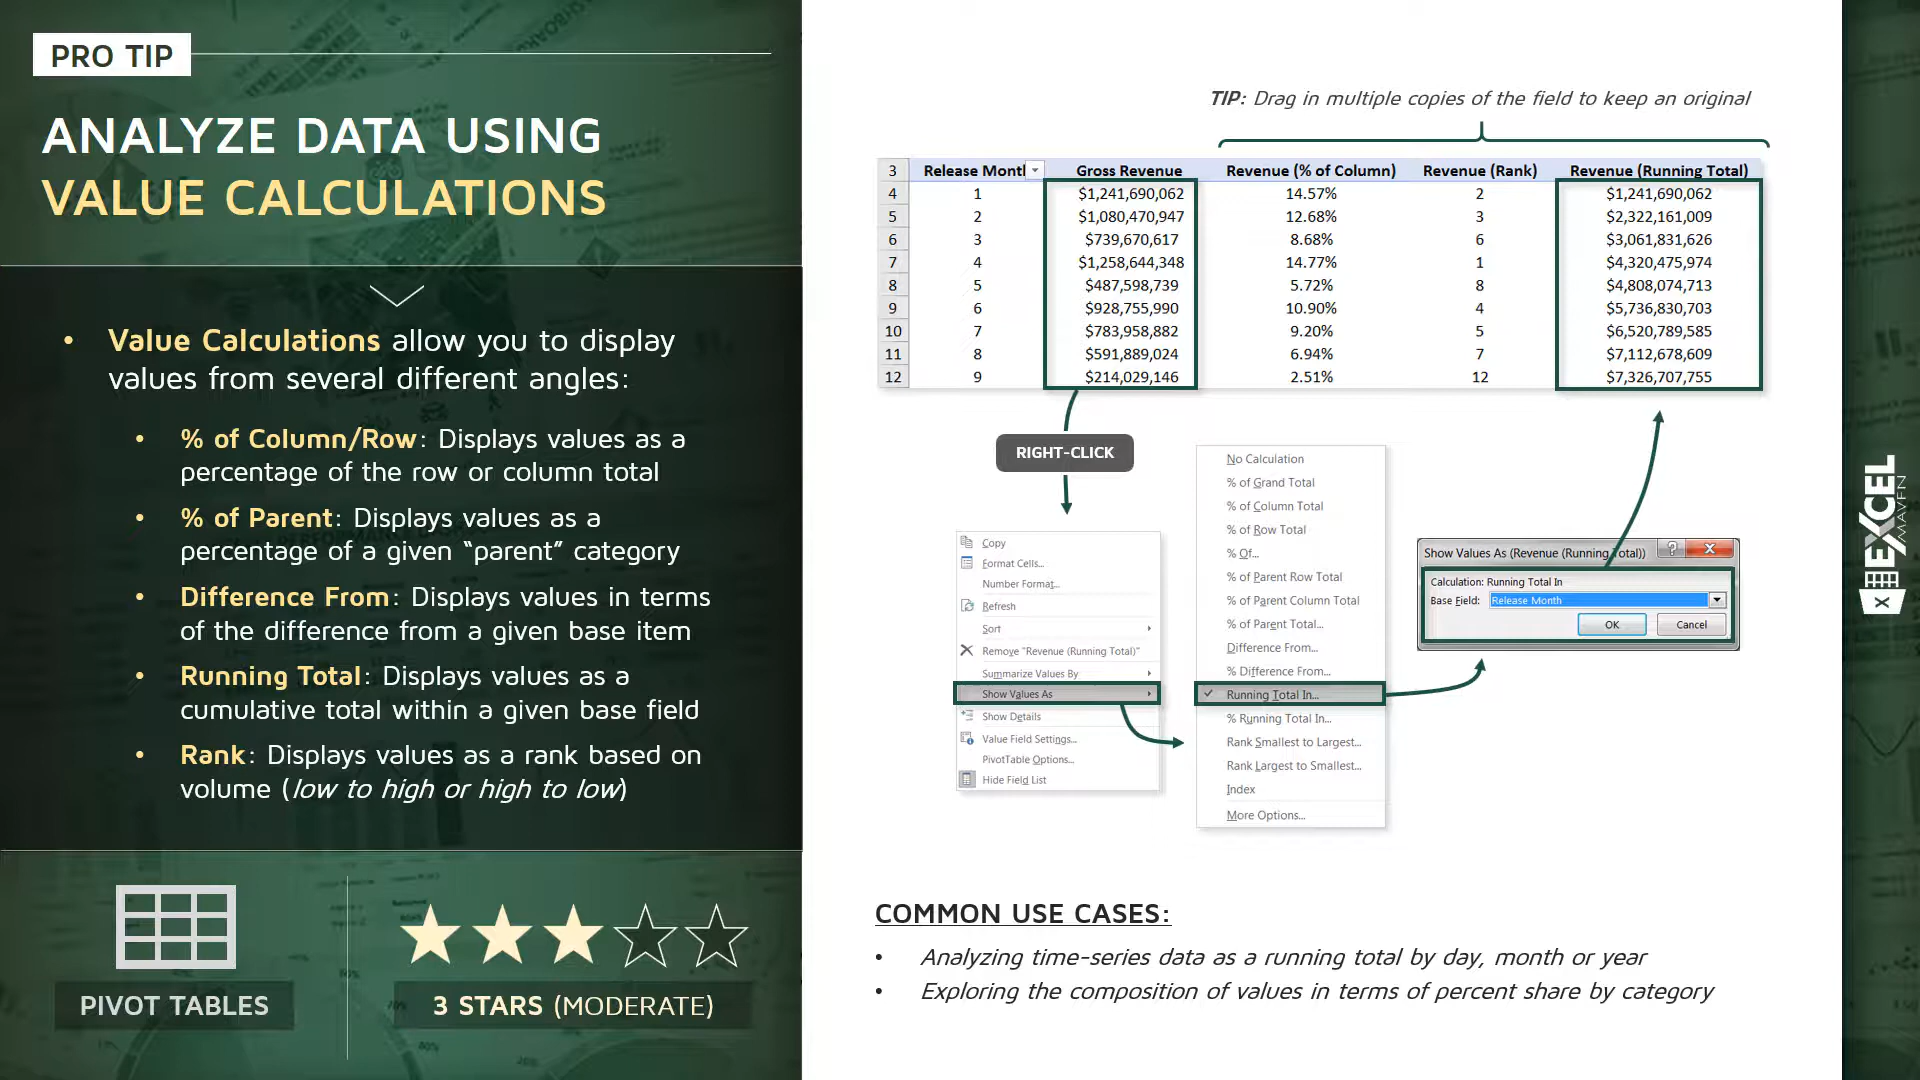 PRO TIP
ANALYZE DATA USING
VALUE CALCULATIONS
• Value Calculations allow you to display
values from several different angles:
• % of Column/Row: Displays values as a
percentage of the row or column total
• % of Parent: Displays values as a
percentage of a given “parent” category
• Difference From: Displays values in terms
of the difference from a given base item
• Running Total: Displays values as a
cumulative total within a given base field
• Rank: Displays values as a rank based on
volume (low to high or high to low)
PIVOT TABLES
3 STARS (MODERATE)
TIP: Drag in multiple copies of the field to keep an original
3 Release Month Gross Revenue Revenue (% of Column) Revenue (Rank) Revenue (Running Total)
4 1 $1,241,690,062 14.57% 2 $1,241,690,062
5 2 $1,080,470,947 12.68% 3 $2,322,161,009
6 3 $739,670,617 8.68% 6 $3,061,831,626
7 4 $1,258,644,348 14.77% 1 $4,320,475,974
8 5 $487,598,739 5.72% 8 $4,808,074,713
9 6 $928,755,990 10.90% 4 $5,736,830,703
10 7 $783,958,882 9.20% 5 $6,520,789,585
11 8 $591,889,024 6.94% 7 $7,112,678,609
12 9 $214,029,146 2.51% 12 $7,326,707,755
RIGHT-CLICK
Copy
Format Cells...
Number Format...
Refresh
Sort
Remove "Revenue (Running Total)"
Summarize Values By
Show Values As
Show Details
Value Field Settings...
PivotTable Options...
Hide Field List
No Calculation
% of Grand Total
% of Column Total
% of Row Total
% Of...
% of Parent Row Total
% of Parent Column Total
% of Parent Total...
Difference From...
% Difference From...
Running Total In...
% Running Total In...
Rank Smallest to Largest...
Rank Largest to Smallest...
Index
More Options...
Show Values As (Revenue (Running Total))
Calculation: Running Total In
Base Field: Release Month
OK Cancel
COMMON USE CASES:
• Analyzing time-series data as a running total by day, month or year
• Exploring the composition of values in terms of percent share by category
EXCEL
MAVEN